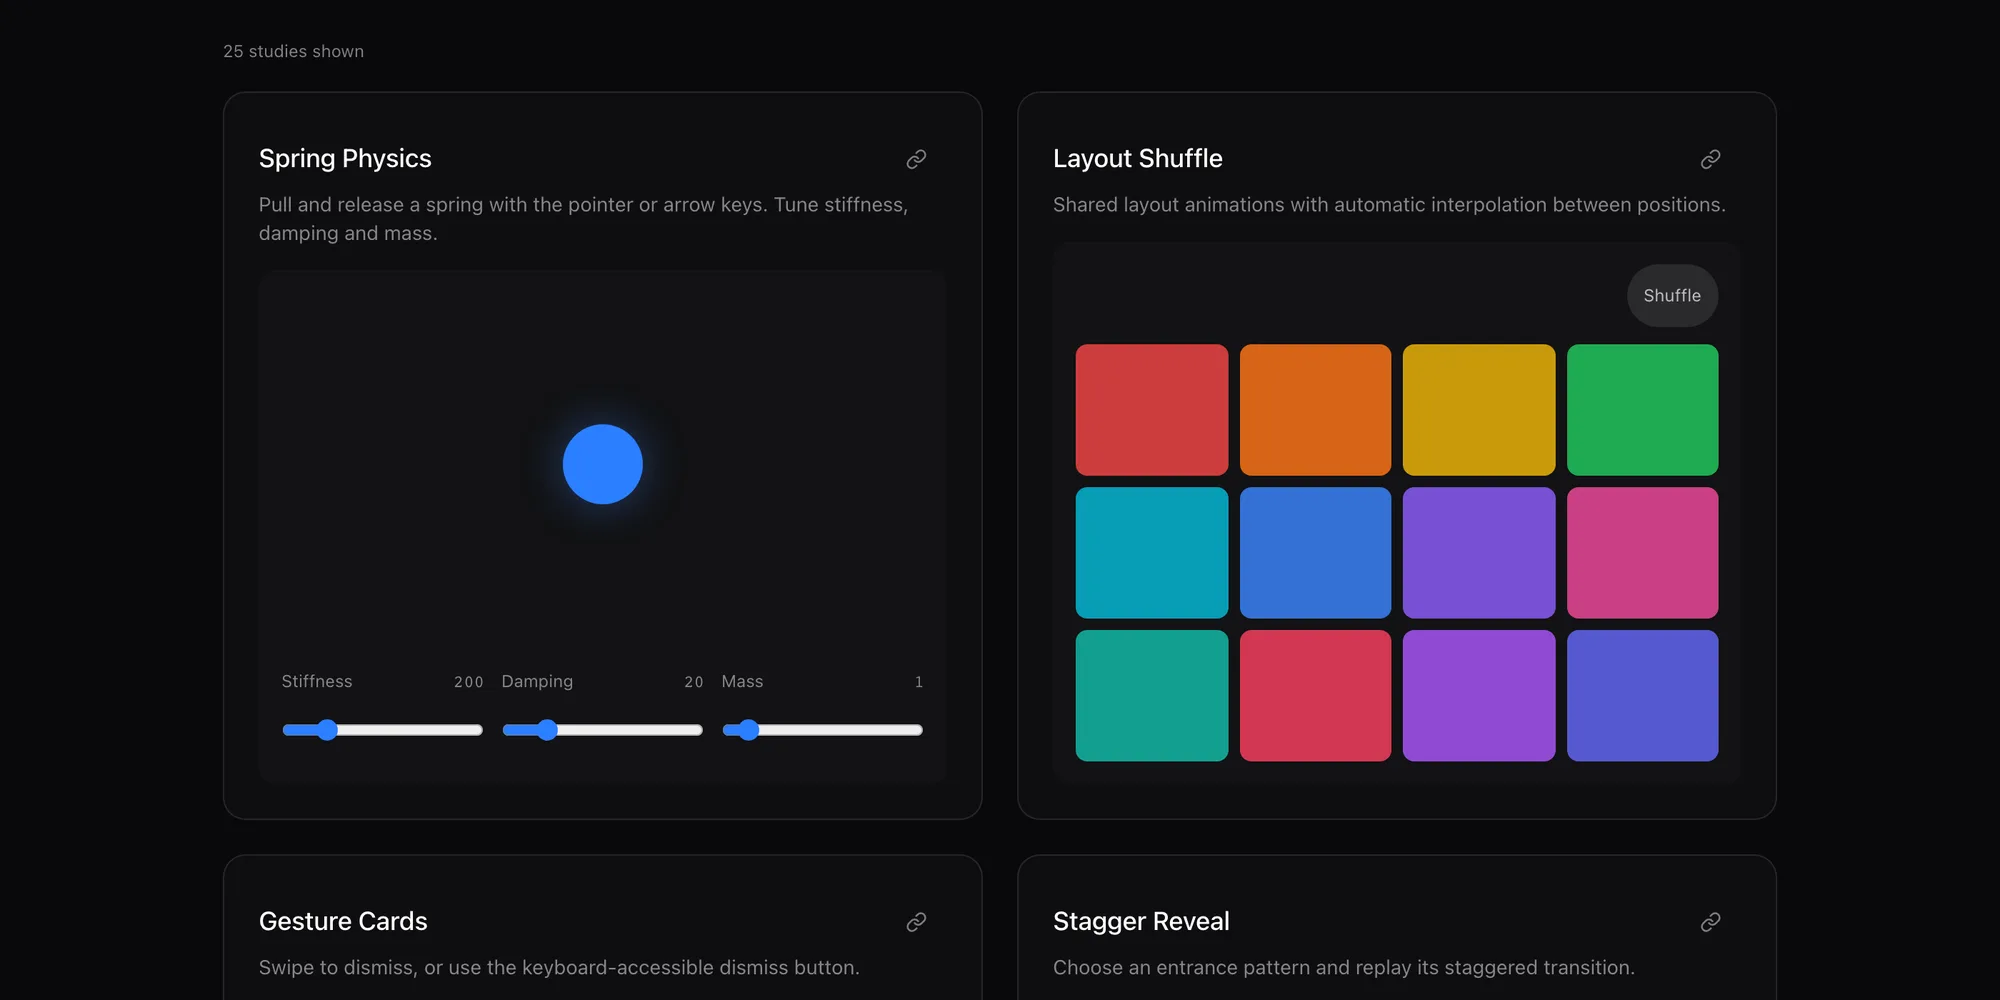 25 studies shown
Spring Physics
Pull and release a spring with the pointer or arrow keys. Tune stiffness,
damping and mass.
Stiffness 200 Damping 20 Mass 1
Layout Shuffle
Shared layout animations with automatic interpolation between positions.
Shuffle
Gesture Cards
Swipe to dismiss, or use the keyboard-accessible dismiss button.
Stagger Reveal
Choose an entrance pattern and replay its staggered transition.